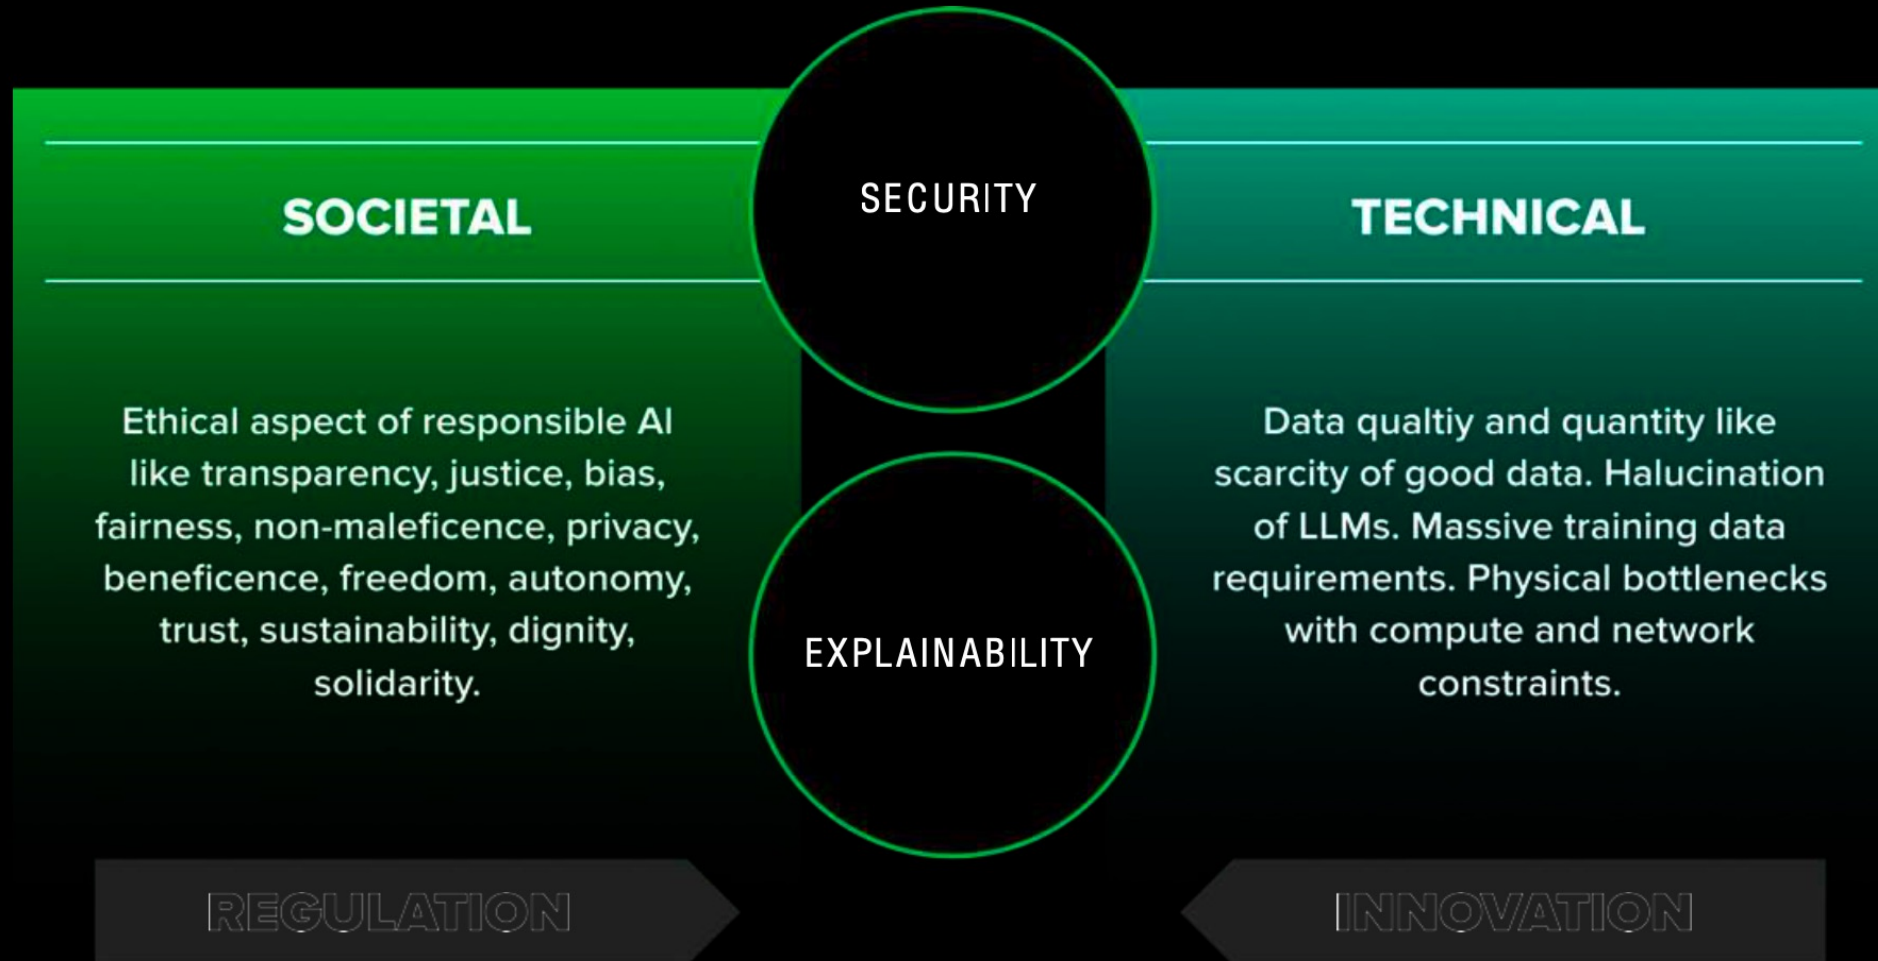 SOCIETAL
Ethical aspect of responsible AI
like transparency, justice, bias,
fairness, non-maleficence, privacy,
beneficence, freedom, autonomy,
trust, sustainability, dignity,
solidarity.
REGULATION
SECURITY
EXPLAINABILITY
TECHNICAL
Data qualtiy and quantity like
scarcity of good data. Halucination
of LLMs. Massive training data
requirements. Physical bottlenecks
with compute and network
constraints.
INNOVATION